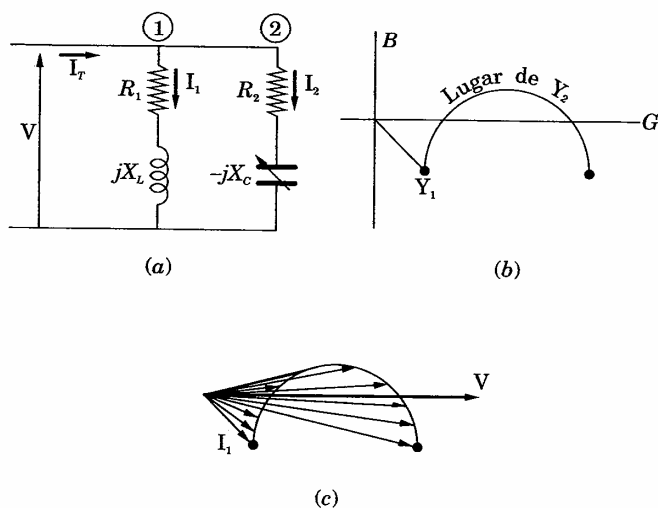 1 2
I_T
R_1 I_1 R_2 I_2
V
jX_L -jX_C
(a)
B
Lugar de Y_2
G
Y_1
(b)
V
I_1
(c)